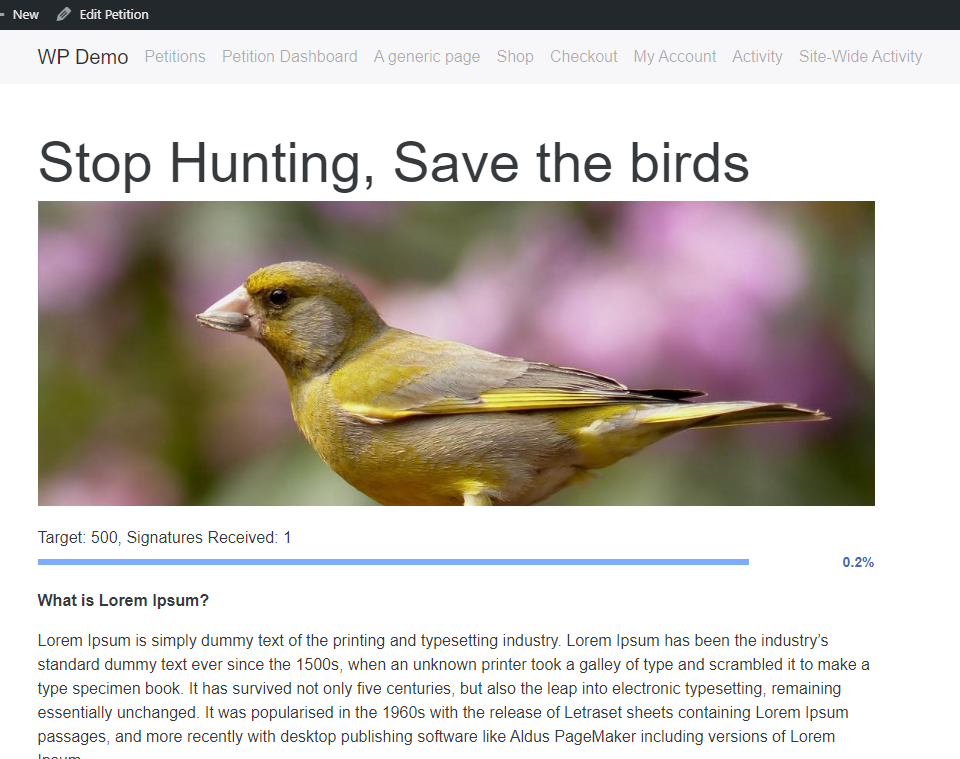 New Edit Petition
WP Demo Petitions Petition Dashboard A generic page Shop Checkout My Account Activity Site-Wide Activity
Stop Hunting, Save the birds
Target: 500, Signatures Received: 1
0.2%
What is Lorem Ipsum?
Lorem Ipsum is simply dummy text of the printing and typesetting industry. Lorem Ipsum has been the industry’s
standard dummy text ever since the 1500s, when an unknown printer took a galley of type and scrambled it to make a
type specimen book. It has survived not only five centuries, but also the leap into electronic typesetting, remaining
essentially unchanged. It was popularised in the 1960s with the release of Letraset sheets containing Lorem Ipsum
passages, and more recently with desktop publishing software like Aldus PageMaker including versions of Lorem
Ipsum.